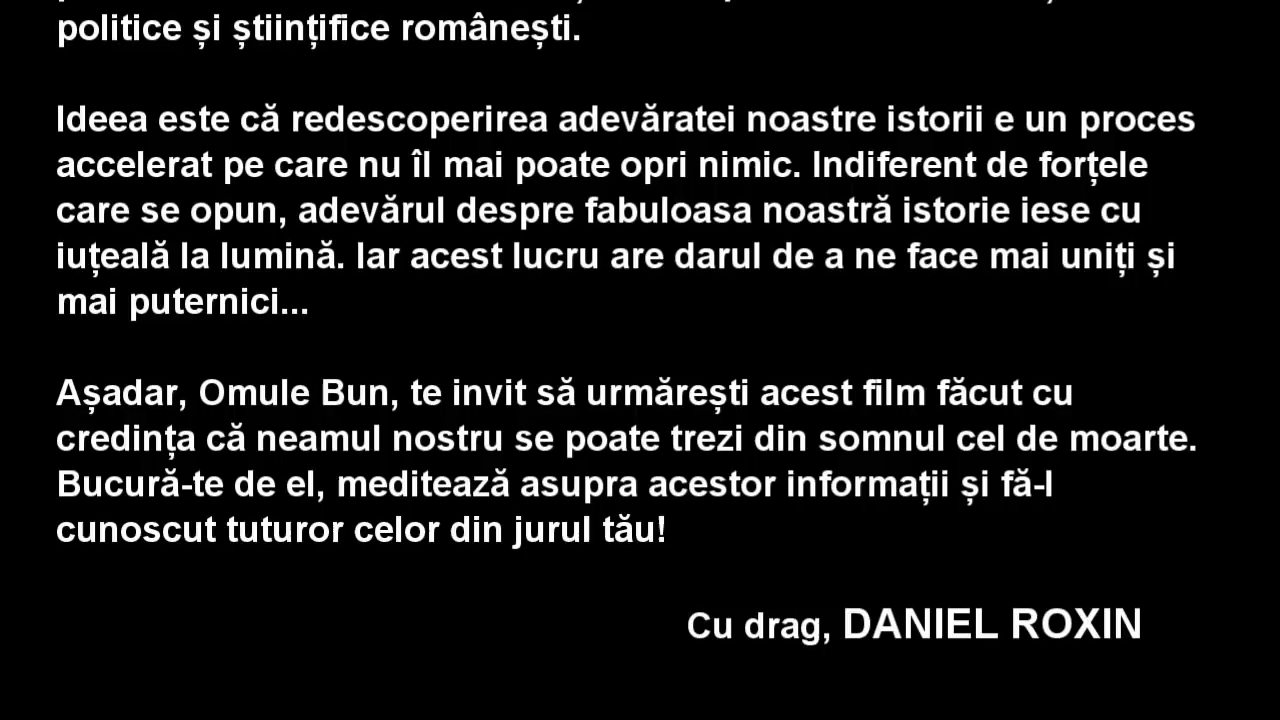 politice și științifice românești.
Ideea este că redescoperirea adevăratei noastre istorii e un proces
accelerat pe care nu îl mai poate opri nimic. Indiferent de forțele
care se opun, adevărul despre fabuloasa noastră istorie iese cu
iuțeală la lumină. Iar acest lucru are darul de a ne face mai uniți și
mai puternici...
Așadar, Omule Bun, te invit să urmărești acest film făcut cu
credința că neamul nostru se poate trezi din somnul cel de moarte.
Bucură-te de el, meditează asupra acestor informații și fă-l
cunoscut tuturor celor din jurul tău!
Cu drag, DANIEL ROXIN